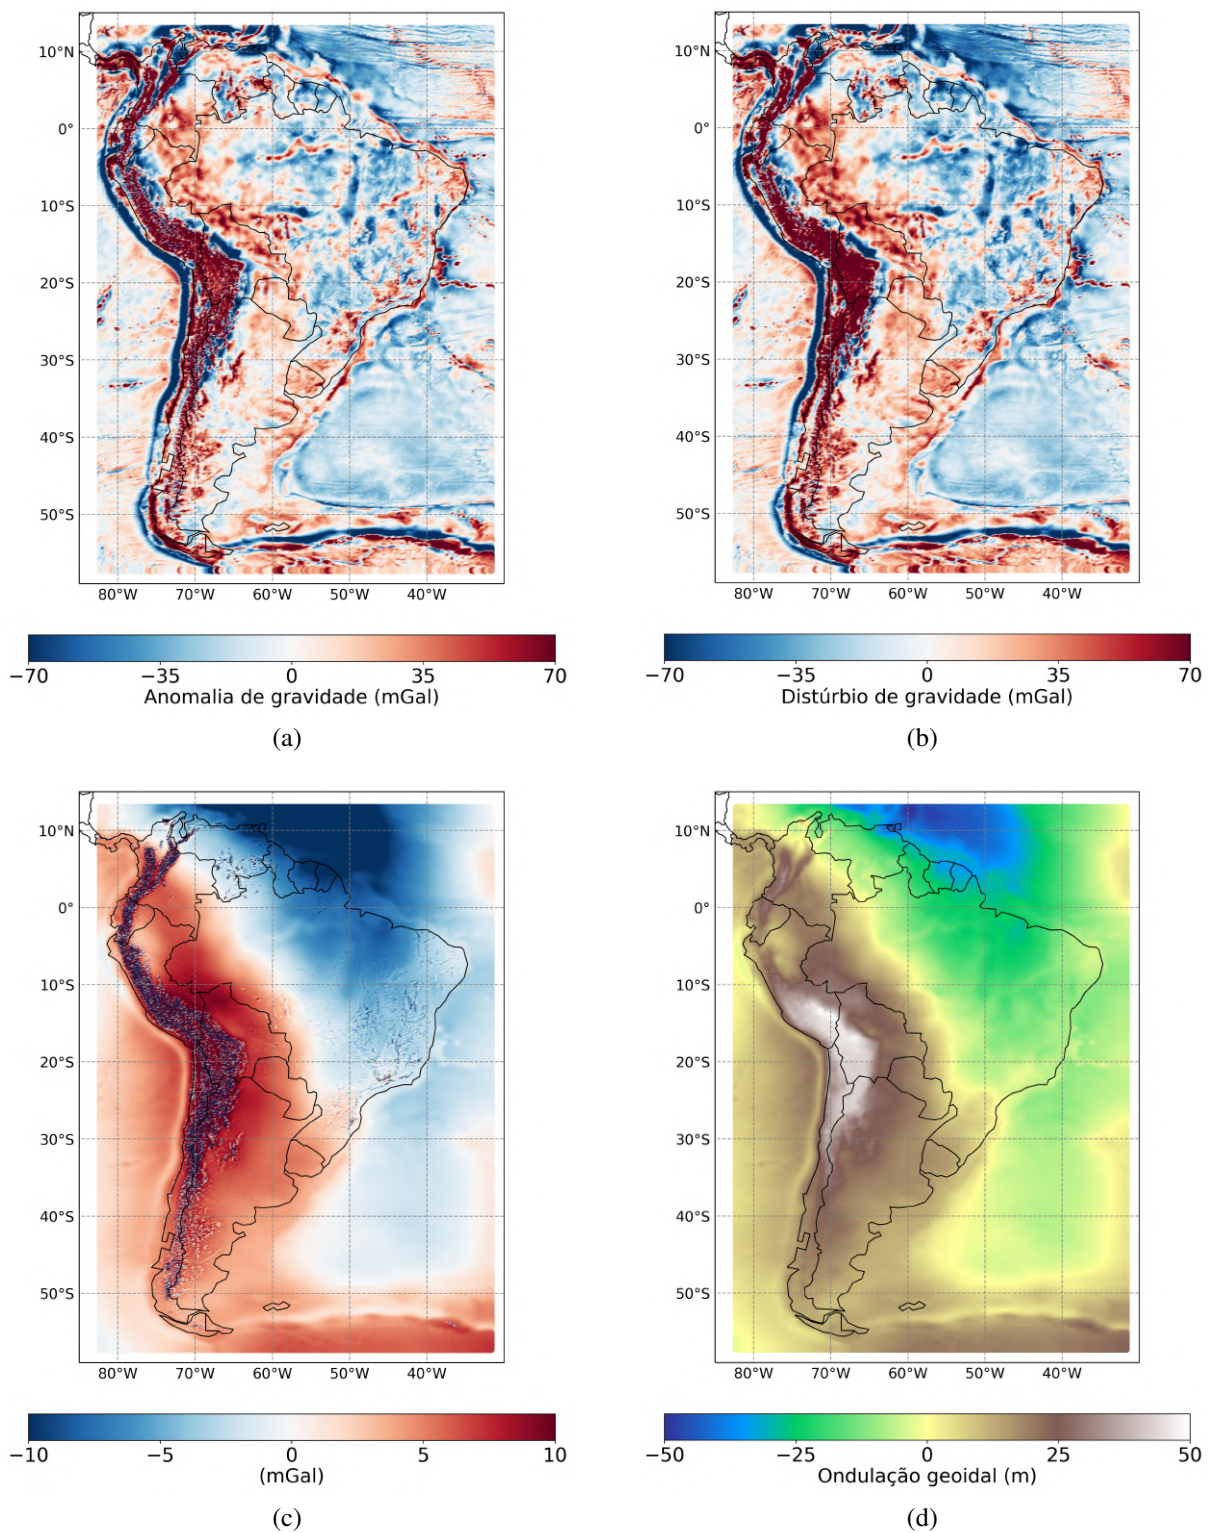 10°N
0°
10°S
20°S
30°S
40°S
50°S
80°W 70°W 60°W 50°W 40°W
−70 −35 0 35 70
Anomalia de gravidade (mGal)
(a)
10°N
0°
10°S
20°S
30°S
40°S
50°S
80°W 70°W 60°W 50°W 40°W
−70 −35 0 35 70
Distúrbio de gravidade (mGal)
(b)
10°N
0°
10°S
20°S
30°S
40°S
50°S
80°W 70°W 60°W 50°W 40°W
−10 −5 0 5 10
(mGal)
(c)
10°N
0°
10°S
20°S
30°S
40°S
50°S
80°W 70°W 60°W 50°W 40°W
−50 −25 0 25 50
Ondulação geoidal (m)
(d)